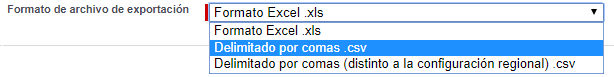 Formato de archivo de exportación
Formato Excel .xls
Formato Excel .xls
Delimitado por comas .csv
Delimitado por comas (distinto a la configuración regional) .csv